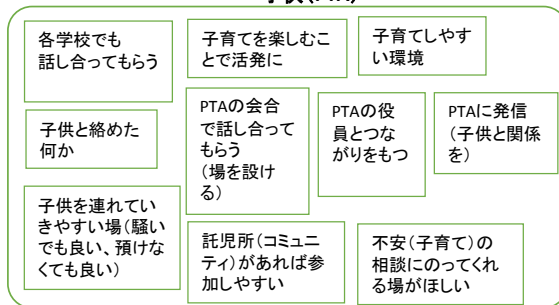 各学校でも
話し合ってもらう
子育てを楽しむこ
とで活発に
子育てしやす
い環境
子供と絡めた
何か
PTAの会合
で話し合って
もらう
(場を設け
る)
PTAの役
員とつな
がりをもつ
PTAに発信
(子供と関係
を)
子供を連れてい
きやすい場(騒い
でも良い、預けな
くても良い)
託児所(コミュニ
ティ)があれば参
加しやすい
不安(子育て)の
相談にのってくれ
る場がほしい